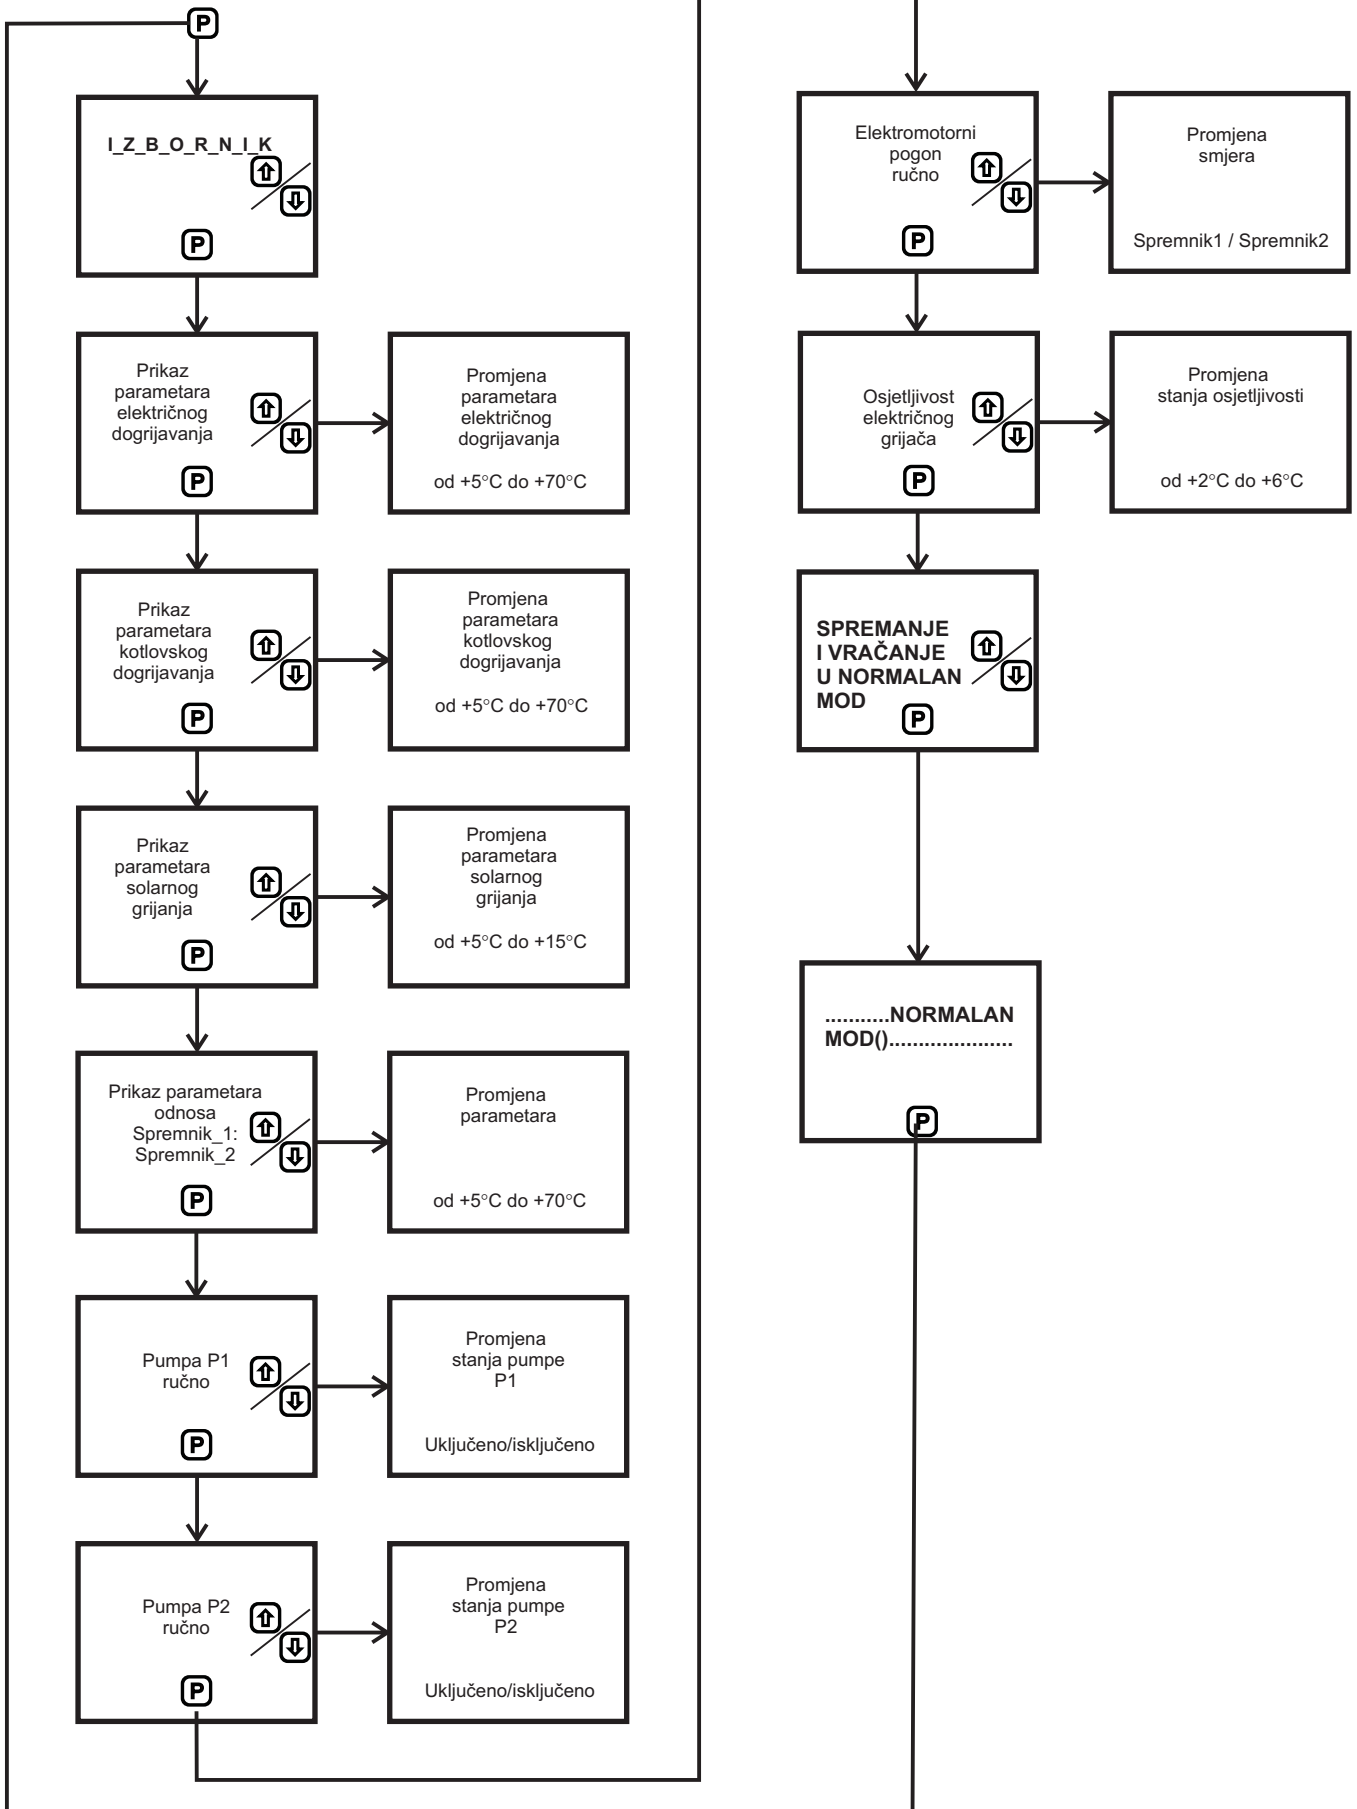 P
I_Z_B_O_R_N_I_K
P
Prikaz
parametara
električnog
dogrijavanja
P
Promjena
parametara
električnog
dogrijavanja
od +5°C do +70°C
Prikaz
parametara
kotlovskog
dogrijavanja
P
Promjena
parametara
kotlovskog
dogrijavanja
od +5°C do +70°C
Prikaz
parametara
solarnog
grijanja
P
Promjena
parametara
solarnog
grijanja
od +5°C do +15°C
Prikaz parametara
odnosa
Spremnik_1:
Spremnik_2
P
Promjena
parametara
od +5°C do +70°C
Pumpa P1
ručno
P
Promjena
stanja pumpe
P1
Uključeno/isključeno
Pumpa P2
ručno
P
Promjena
stanja pumpe
P2
Uključeno/isključeno
Elektromotorni
pogon
ručno
P
Promjena
smjera
Spremnik1 / Spremnik2
Osjetljivost
električnog
grijača
P
Promjena
stanja osjetljivosti
od +2°C do +6°C
SPREMANJE
I VRAČANJE
U NORMALAN
MOD
P
...........NORMALAN
MOD().....................
P